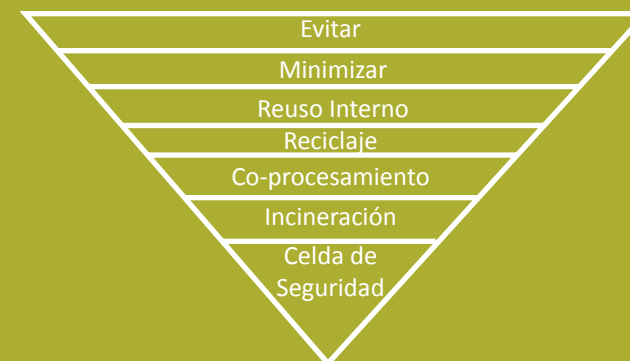 Evitar
Minimizar
Reuso Interno
Reciclaje
Co-procesamiento
Incineración
Celda de
Seguridad